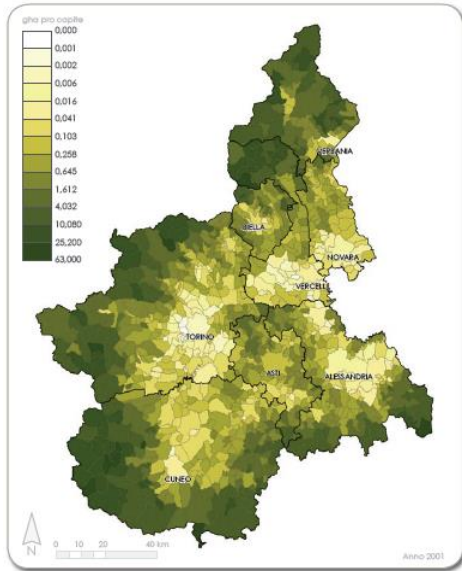 gha pro capite
0,000
0,001
0,002
0,006
0,016
0,041
0,103
0,258
0,645
1,612
4,032
10,080
25,200
63,000
VERBANIA
BIELLA
NOVARA
VERCELLI
TORINO
ASTI
ALESSANDRIA
CUNEO
N
0 10 20 40 km
Anno 2001